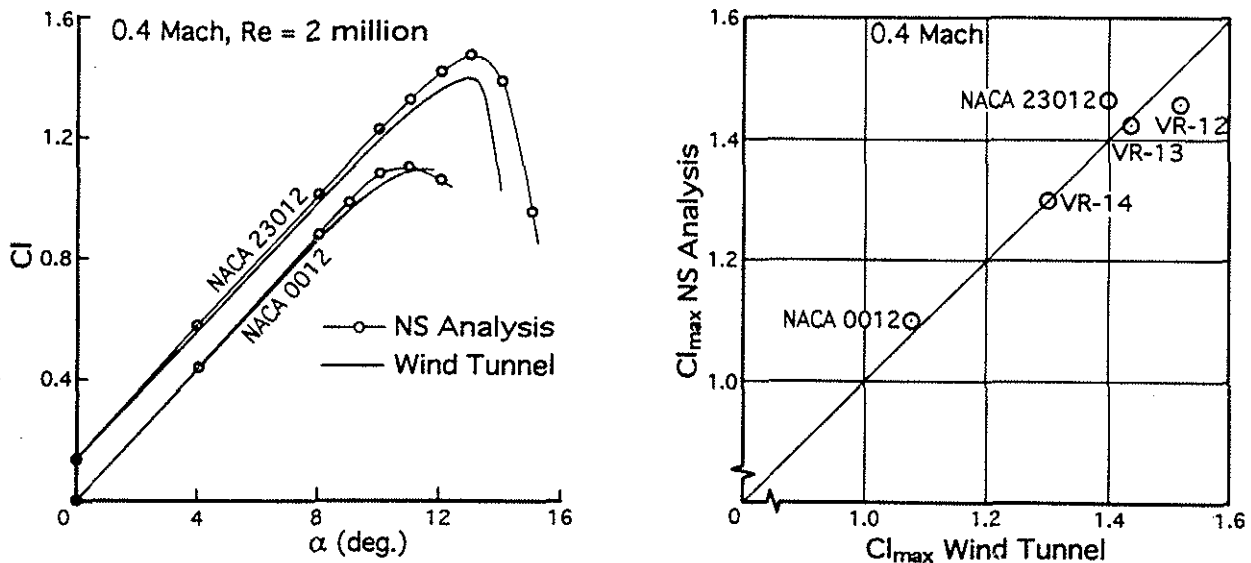 1.6
0.4 Mach, Re = 2 million
1.2
Cl
0.8
0.4
NACA 23012
NACA 0012
NS Analysis
Wind Tunnel
0
4
8
12
16
α (deg.)
1.6
0.4 Mach
NACA 23012
VR-12
1.4
VR-13
Clmax NS Analysis
VR-14
1.2
NACA 0012
1.0
0
1.0
1.2
1.4
1.6
Clmax Wind Tunnel